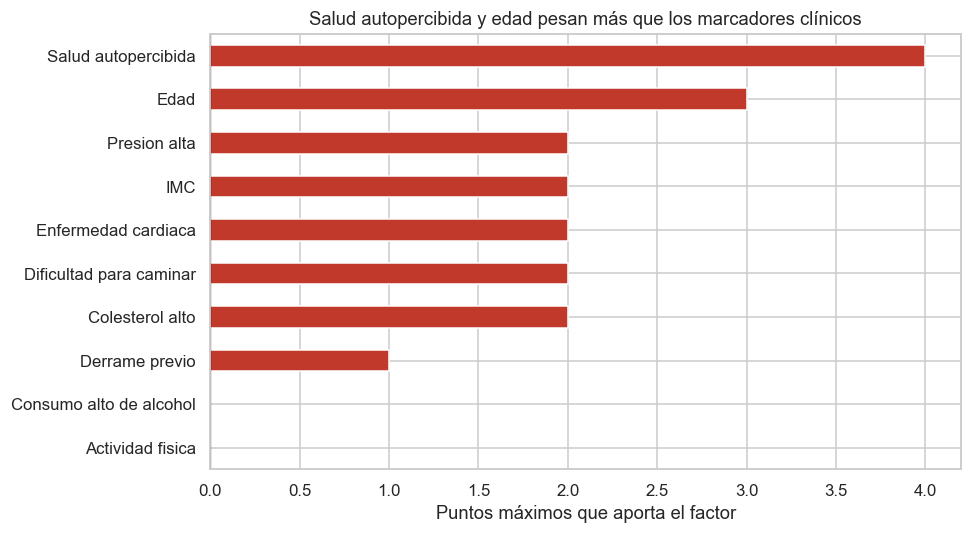 Salud autopercibida y edad pesan más que los marcadores clínicos
Salud autopercibida
Edad
Presion alta
IMC
Enfermedad cardiaca
Dificultad para caminar
Colesterol alto
Derrame previo
Consumo alto de alcohol
Actividad fisica
0.0 0.5 1.0 1.5 2.0 2.5 3.0 3.5 4.0
Puntos máximos que aporta el factor